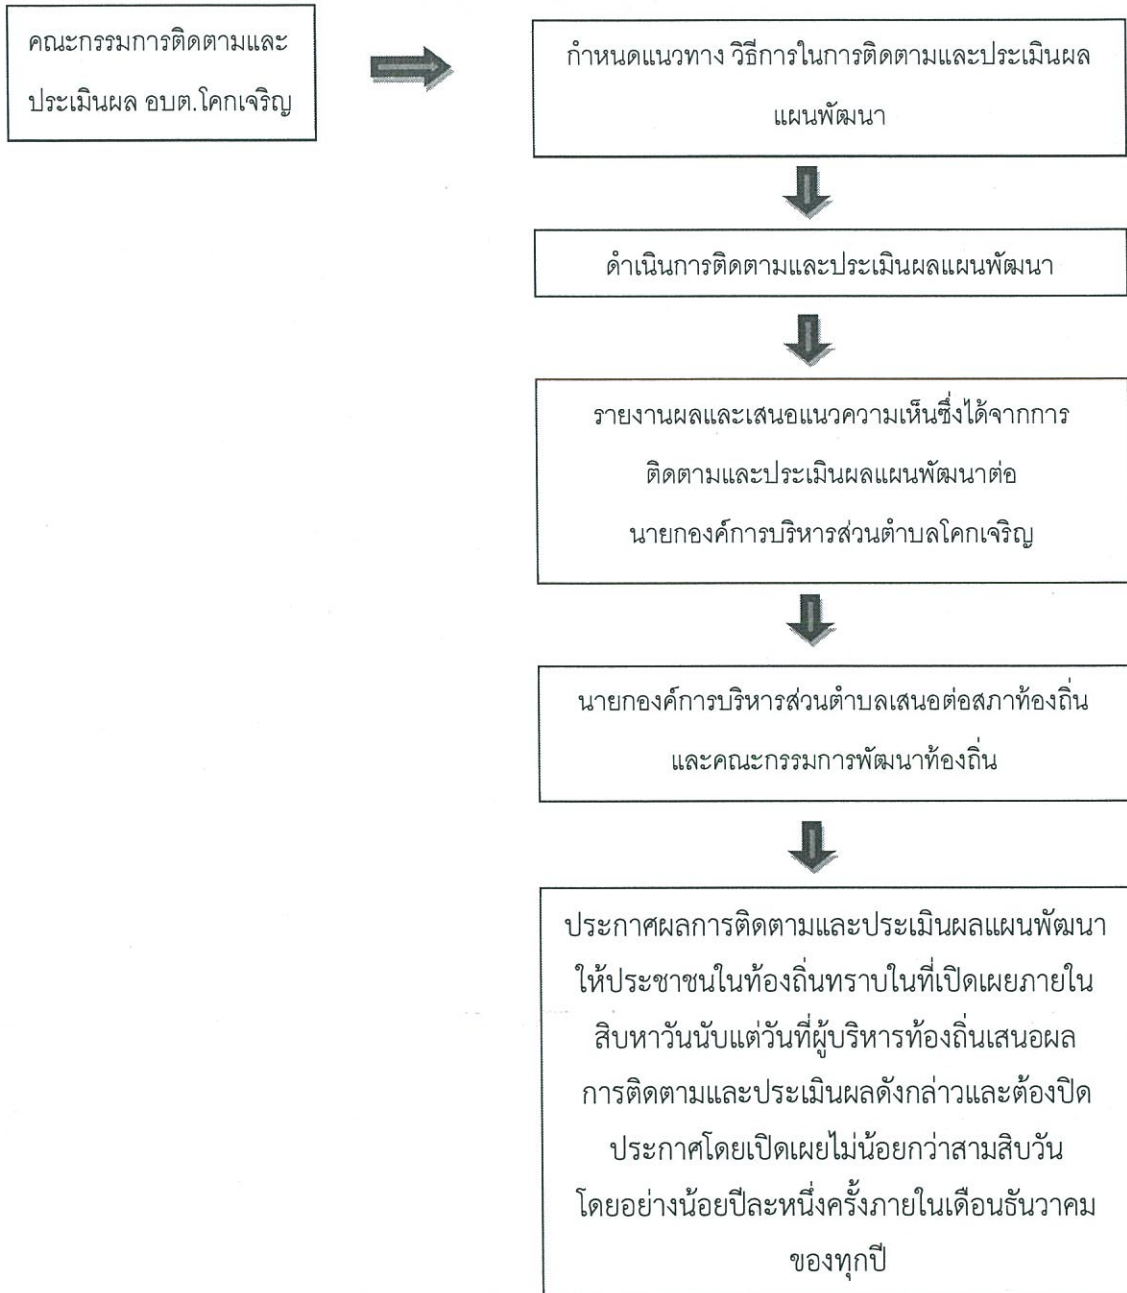 คณะกรรมการติดตามและ
ประเมินผล อบต.โคกเจริญ
กำหนดแนวทาง วิธีการในการติดตามและประเมินผล
แผนพัฒนา
ดำเนินการติดตามและประเมินผลแผนพัฒนา
รายงานผลและเสนอแนวความเห็นซึ่งได้จากการ
ติดตามและประเมินผลแผนพัฒนาต่อ
นายกองค์การบริหารส่วนตำบลโคกเจริญ
นายกองค์การบริหารส่วนตำบลเสนอต่อสภาท้องถิ่น
และคณะกรรมการพัฒนาท้องถิ่น
ประกาศผลการติดตามและประเมินผลแผนพัฒนา
ให้ประชาชนในท้องถิ่นทราบในที่เปิดเผยภายใน
สิบหาวันนับแต่วันที่ผู้บริหารท้องถิ่นเสนอผล
การติดตามและประเมินผลดังกล่าวและต้องปิด
ประกาศโดยเปิดเผยไม่น้อยกว่าสามสิบวัน
โดยอย่างน้อยปีละหนึ่งครั้งภายในเดือนธันวาคม
ของทุกปี